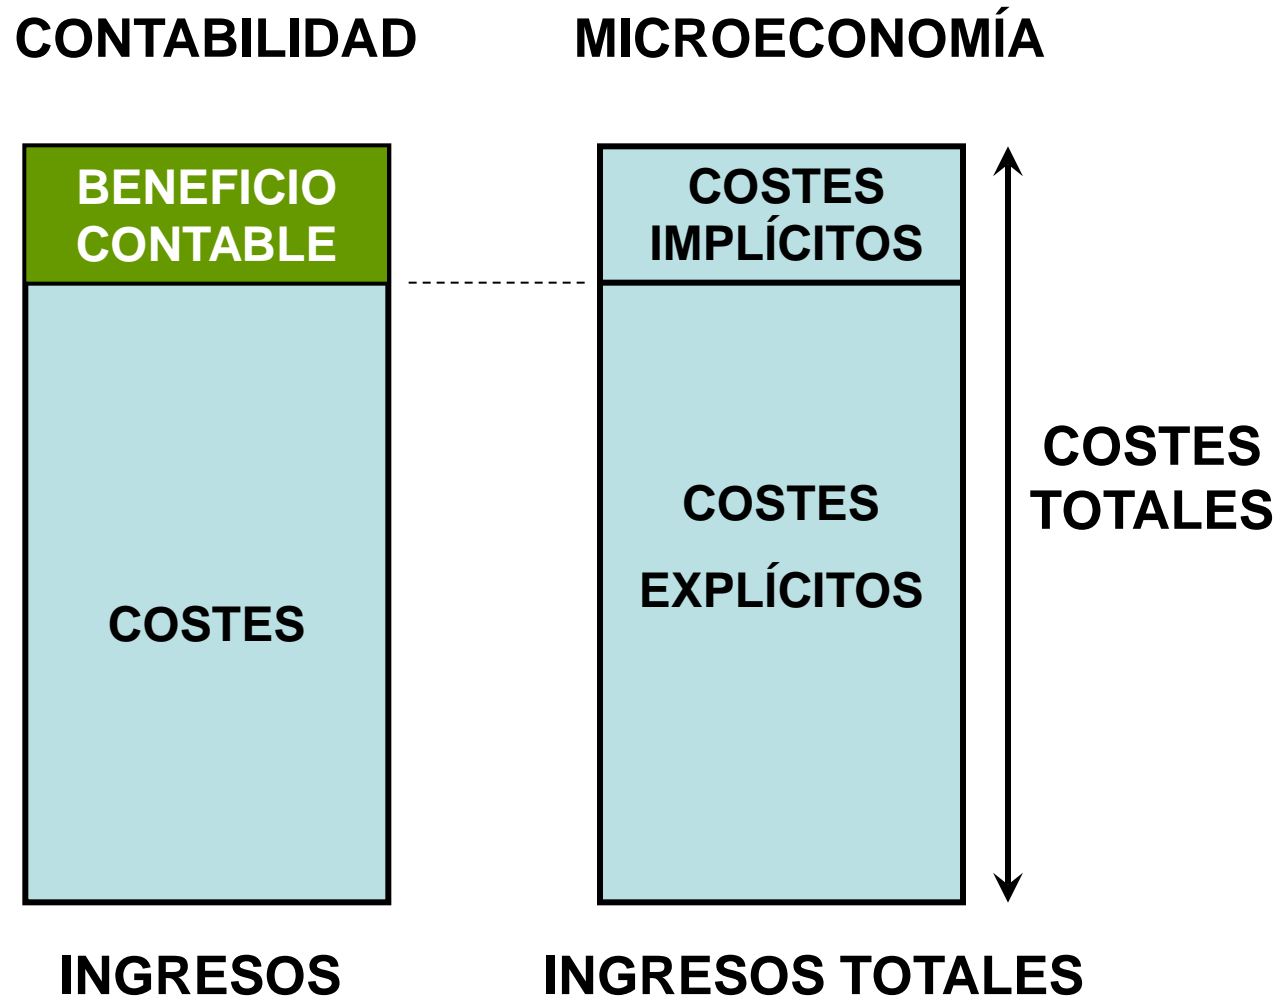 CONTABILIDAD
MICROECONOMÍA
BENEFICIO
CONTABLE
COSTES
IMPLÍCITOS
COSTES
EXPLÍCITOS
COSTES
COSTES
TOTALES
INGRESOS
INGRESOS TOTALES